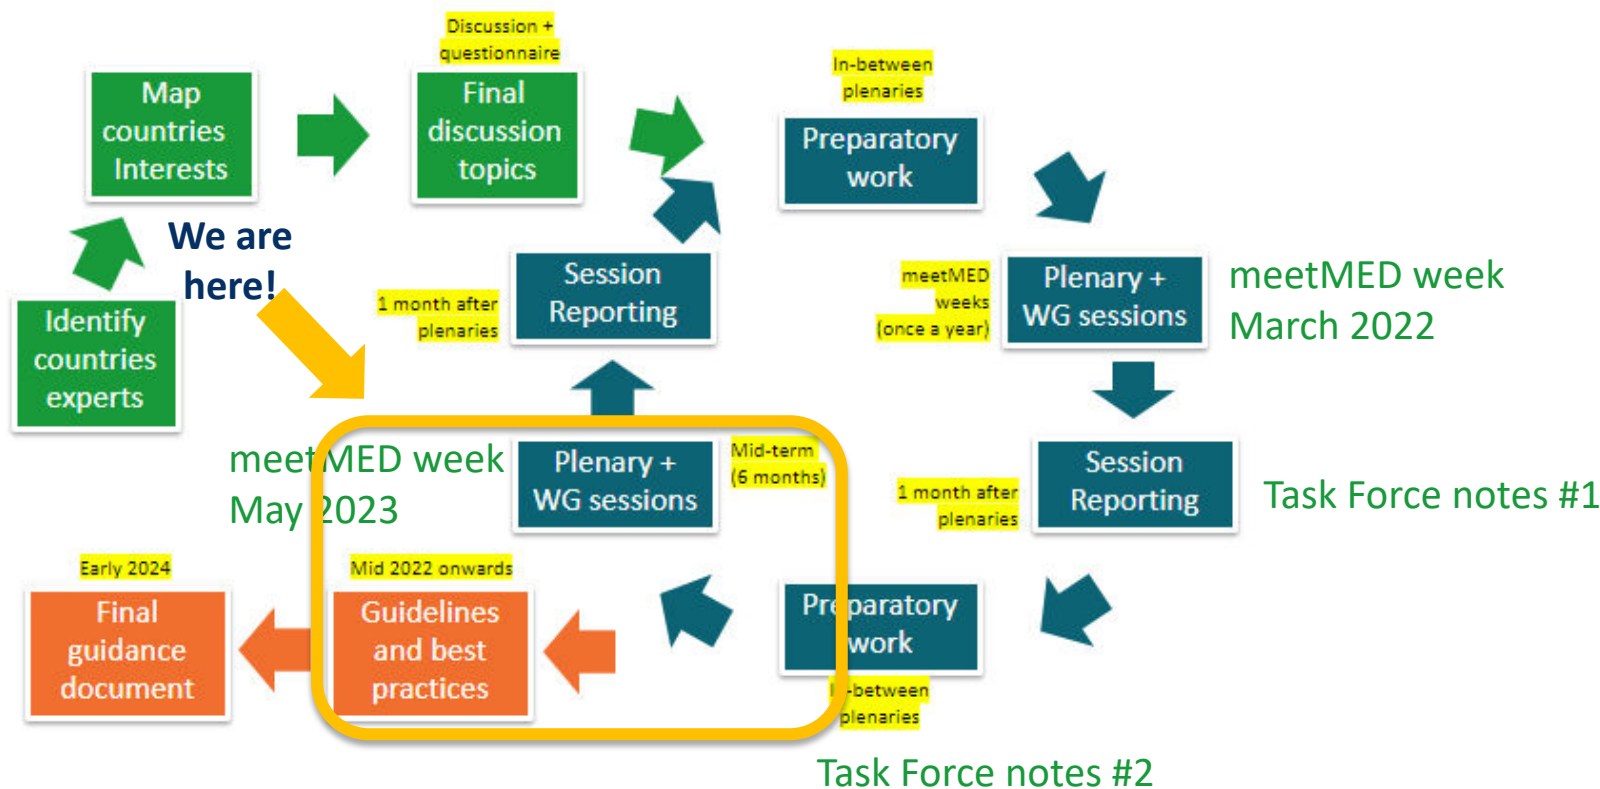 Discussion +
questionnaire
Map
countries
Interests
Final
discussion
topics
In-between
plenaries
Preparatory
work
We are
here!
Identify
countries
experts
1 month after
plenaries
Session
Reporting
meetMED
weeks
(once a year)
Plenary +
WG sessions
meetMED week
March 2022
meetMED week
May 2023
Plenary +
WG sessions
Mid-term
(6 months)
1 month after
plenaries
Session
Reporting
Task Force notes #1
Early 2024
Final
guidance
document
Mid 2022 onwards
Guidelines
and best
practices
Preparatory
work
In-between
plenaries
Task Force notes #2